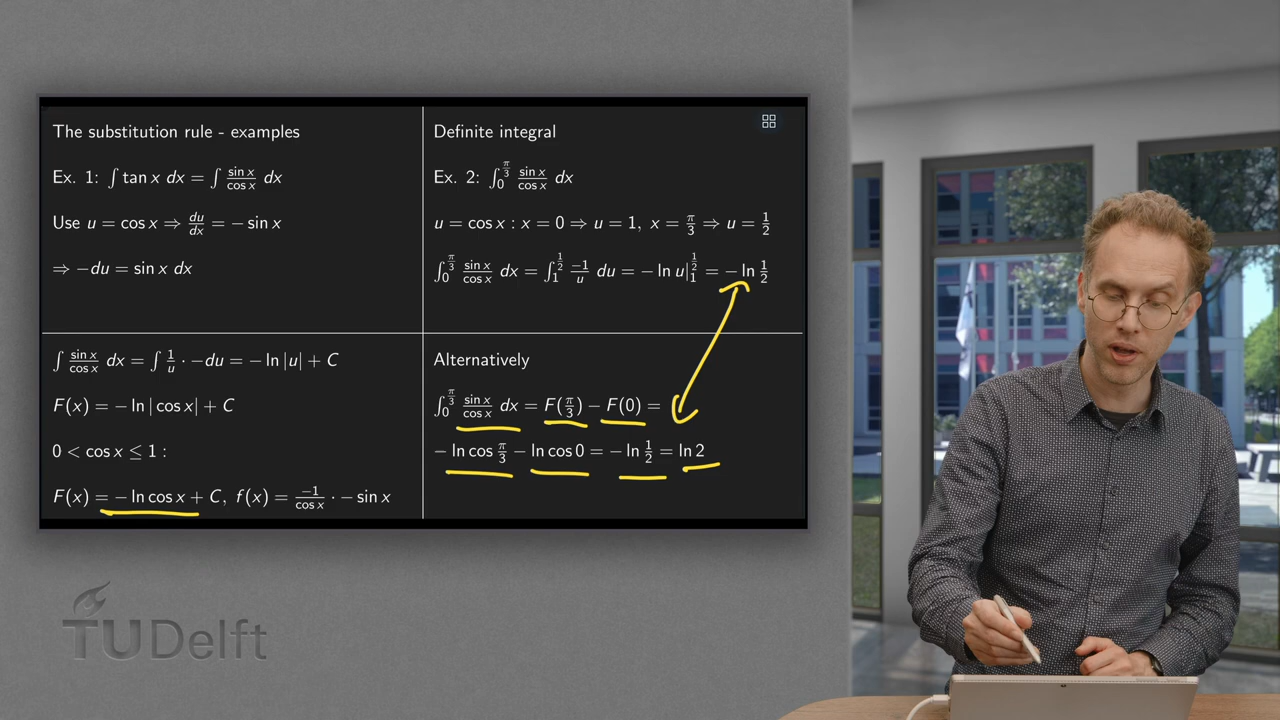 The substitution rule - examples
Ex. 1: ∫ tan x dx = ∫ sin x/cos x dx
Use u = cos x ⇒ du/dx = − sin x
⇒ −du = sin x dx
Definite integral
Ex. 2: ∫₀^(π/3) sin x/cos x dx
u = cos x : x = 0 ⇒ u = 1, x = π/3 ⇒ u = 1/2
∫₀^(π/3) sin x/cos x dx = ∫₁^(1/2) −1/u du = − ln u|₁^(1/2) = − ln 1/2
∫ sin x/cos x dx = ∫ 1/u · −du = − ln |u| + C
F(x) = − ln | cos x| + C
0 < cos x ≤ 1 :
F(x) = − ln cos x + C, f(x) = −1/cos x · − sin x
Alternatively
∫₀^(π/3) sin x/cos x dx = F(π/3) − F(0) =
− ln cos π/3 − ln cos 0 = − ln 1/2 = ln 2
TUDelft